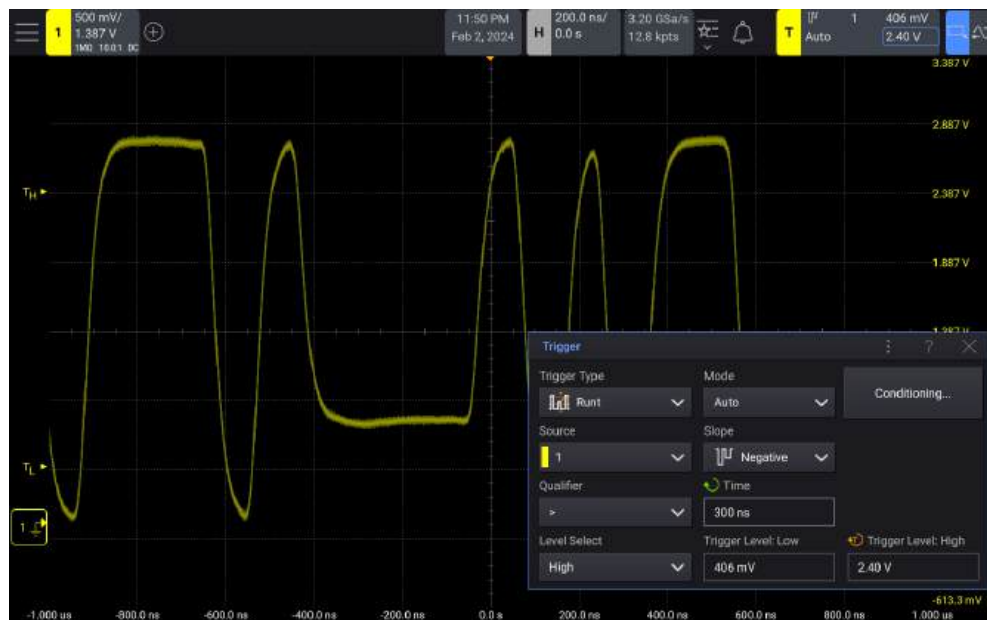 500 mV/
1
1.387 V
1MΩ 10.0:1 DC
11:50 PM
Feb 2, 2024
H
200.0 ns/
0.0 s
3.20 GSa/s
12.8 kpts
T
Auto
1
406 mV
2.40 V
3.387 V
2.887 V
TH
2.387 V
1.887 V
1.387 V
Trigger
?
Trigger Type
Mode
Runt
Auto
Conditioning...
Source
Slope
1
Negative
TL
Qualifier
Time
>
300 ns
1
Level Select
Trigger Level: Low
Trigger Level: High
High
406 mV
2.40 V
-613.3 mV
-1.000 us
-800.0 ns
-600.0 ns
-400.0 ns
-200.0 ns
0.0 s
200.0 ns
400.0 ns
600.0 ns
800.0 ns
1.000 us